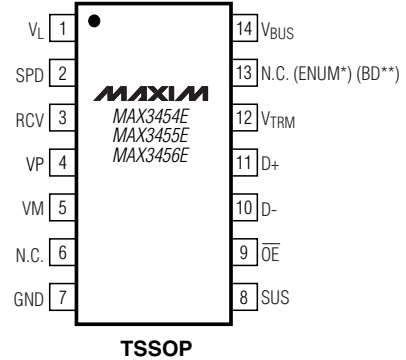 VL 1 14 VBUS
SPD 2 13 N.C. (ENUM*) (BD**)
MAXIM
RCV 3 MAX3454E 12 VTRM
MAX3455E
VP 4 MAX3456E 11 D+
VM 5 10 D-
N.C. 6 9 OE
GND 7 8 SUS
TSSOP